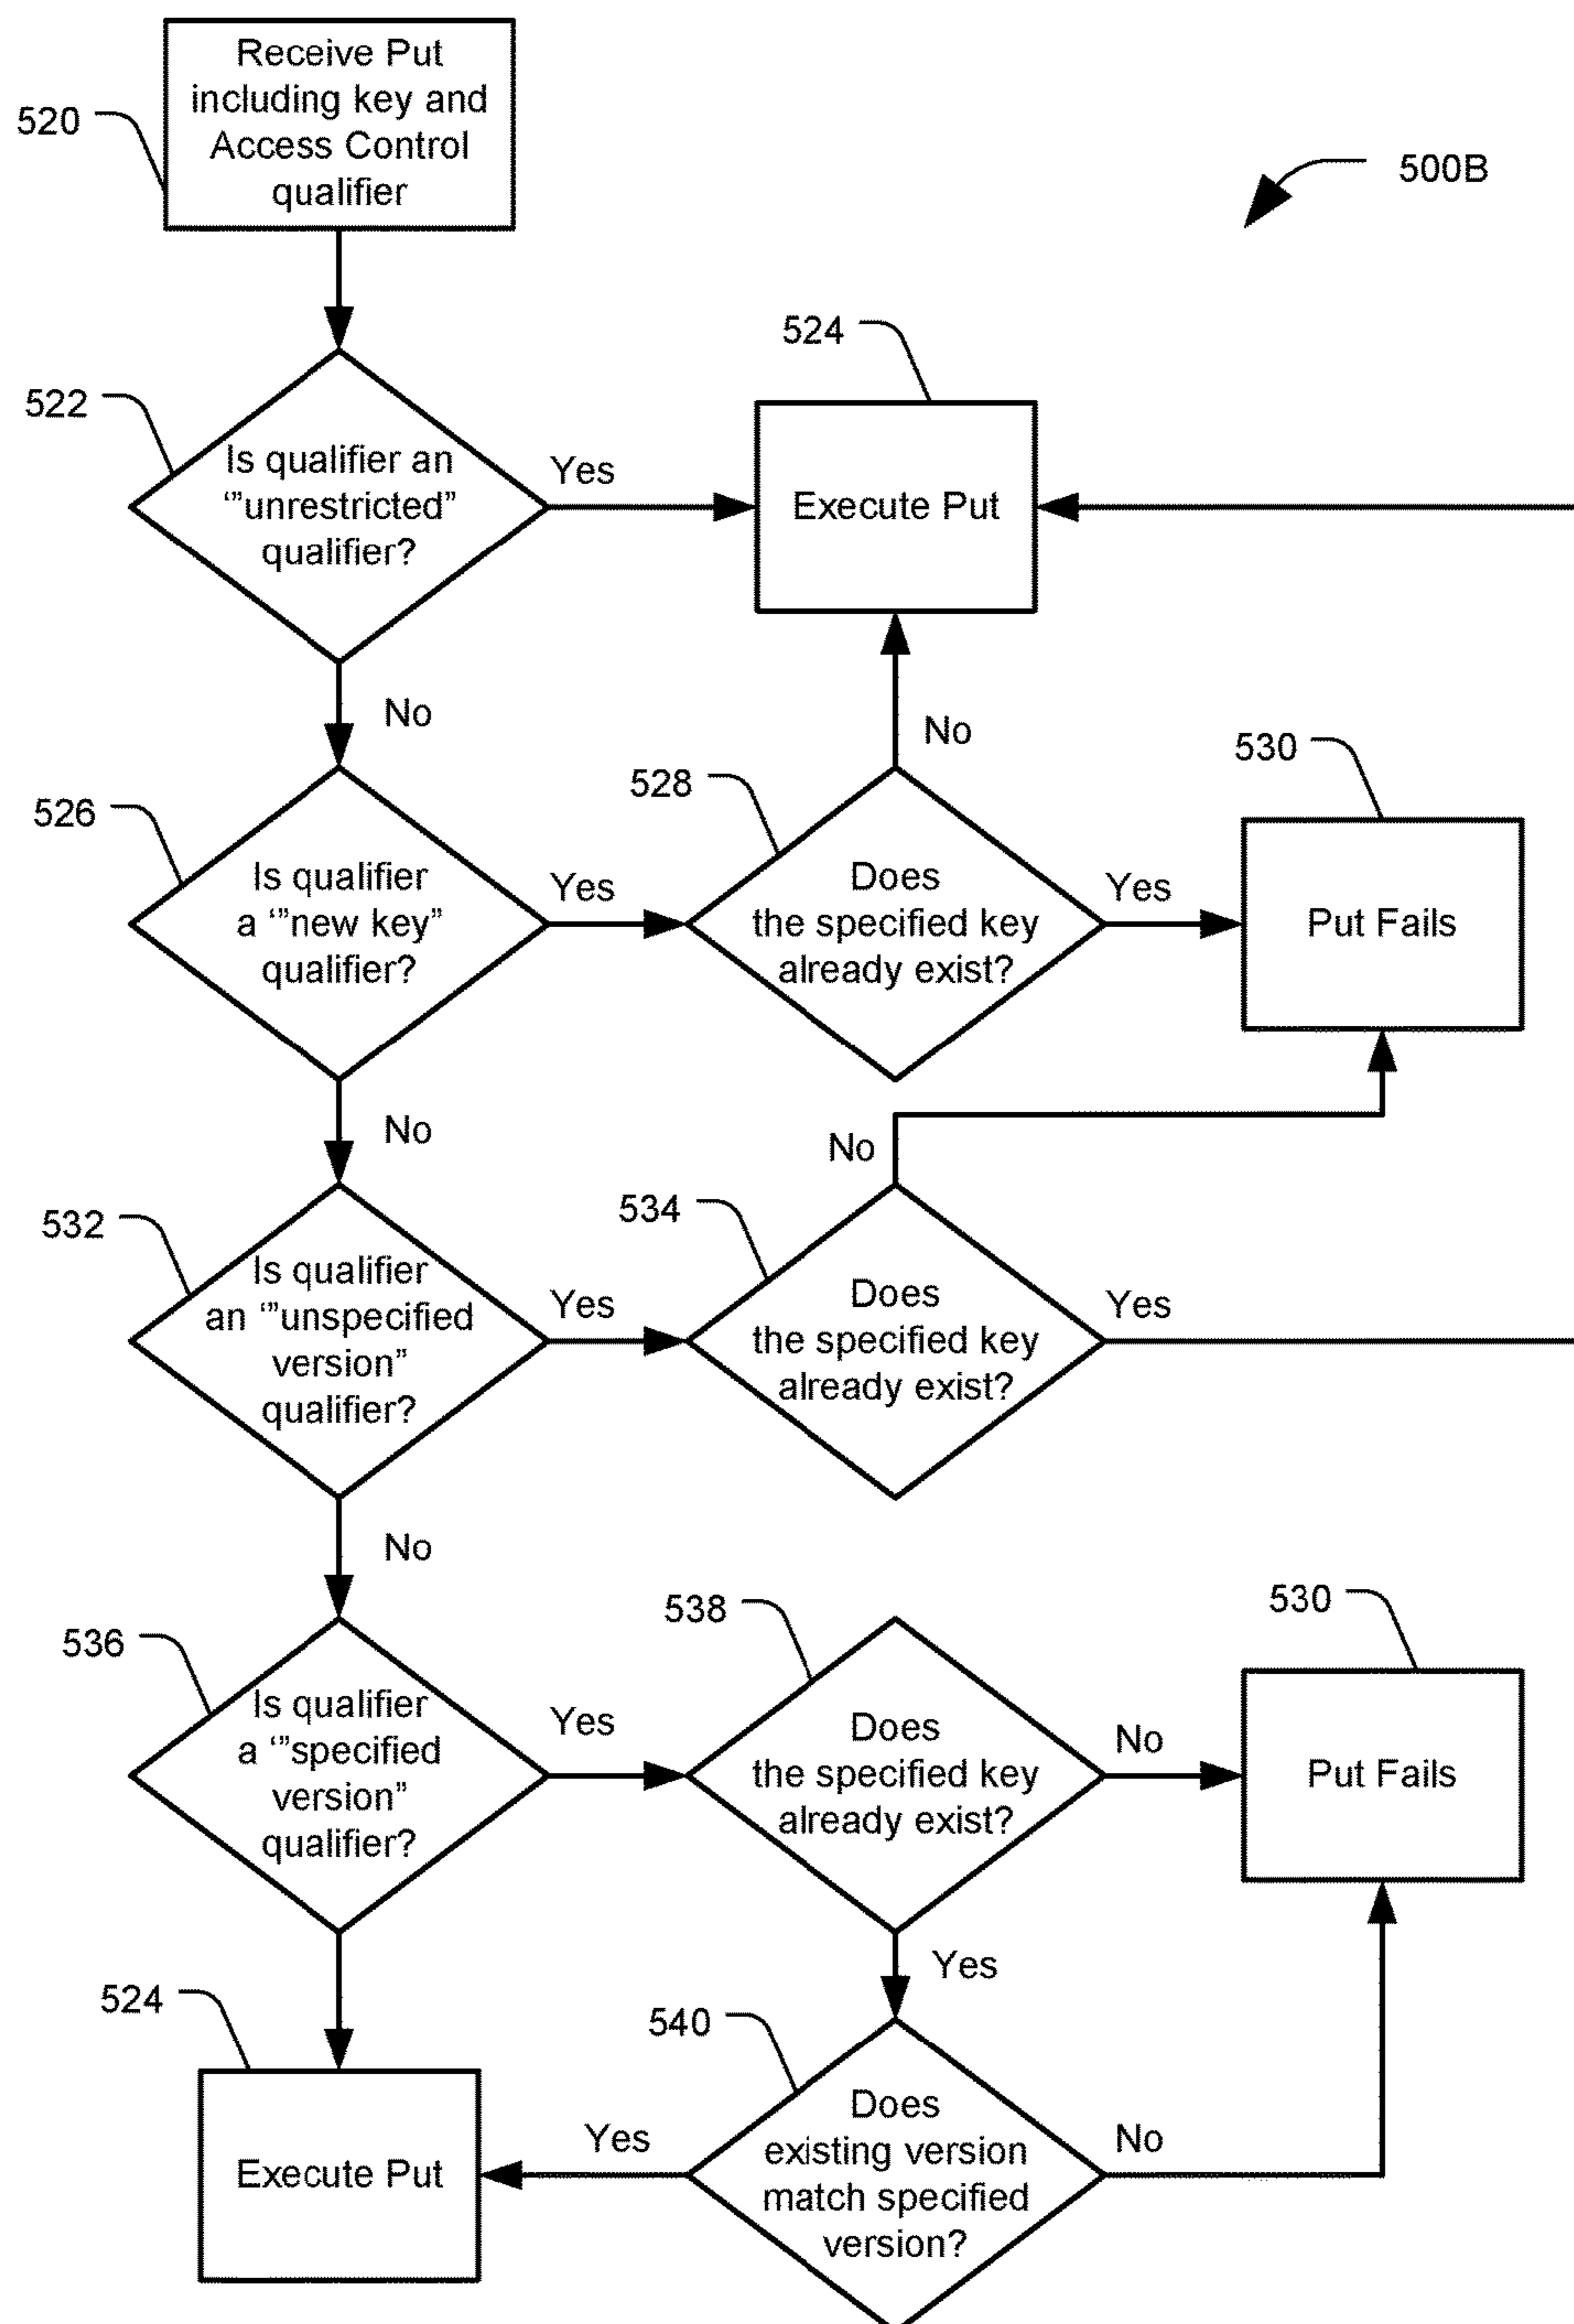 Receive Put
including key and
Access Control
qualifier
520
500B
524
522
Is qualifier an
‘”unrestricted”
qualifier?
Yes
Execute Put
No
No
530
528
526
Is qualifier
a ‘”new key”
qualifier?
Yes
Does
the specified key
already exist?
Yes
Put Fails
No
No
534
532
Is qualifier
an ‘”unspecified
version”
qualifier?
Yes
Does
the specified key
already exist?
Yes
No
530
538
536
Is qualifier
a ‘”specified
version”
qualifier?
Yes
Does
the specified key
already exist?
No
Put Fails
Yes
524
540
Execute Put
Yes
Does
existing version
match specified
version?
No